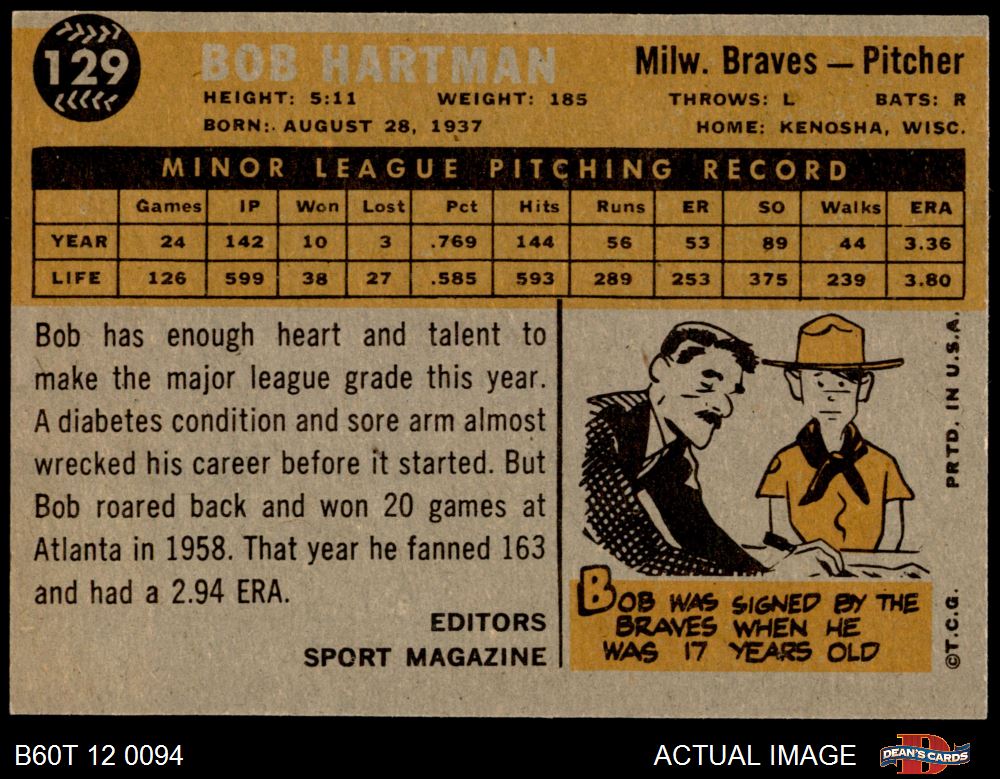 129
BOB HARTMAN
Milw. Braves — Pitcher
HEIGHT: 5:11 WEIGHT: 185 THROWS: L BATS: R
BORN: AUGUST 28, 1937 HOME: KENOSHA, WISC.
MINOR LEAGUE PITCHING RECORD
Games IP Won Lost Pct Hits Runs ER SO Walks ERA
YEAR 24 142 10 3 .769 144 56 53 89 44 3.36
LIFE 126 599 38 27 .585 593 289 253 375 239 3.80
Bob has enough heart and talent to
make the major league grade this year.
A diabetes condition and sore arm almost
wrecked his career before it started. But
Bob roared back and won 20 games at
Atlanta in 1958. That year he fanned 163
and had a 2.94 ERA.
EDITORS
SPORT MAGAZINE
BOB WAS SIGNED BY THE
BRAVES WHEN HE
WAS 17 YEARS OLD
©T.C.G. PRTD. IN U.S.A.
B60T 12 0094
ACTUAL IMAGE
D
DEAN'S CARDS